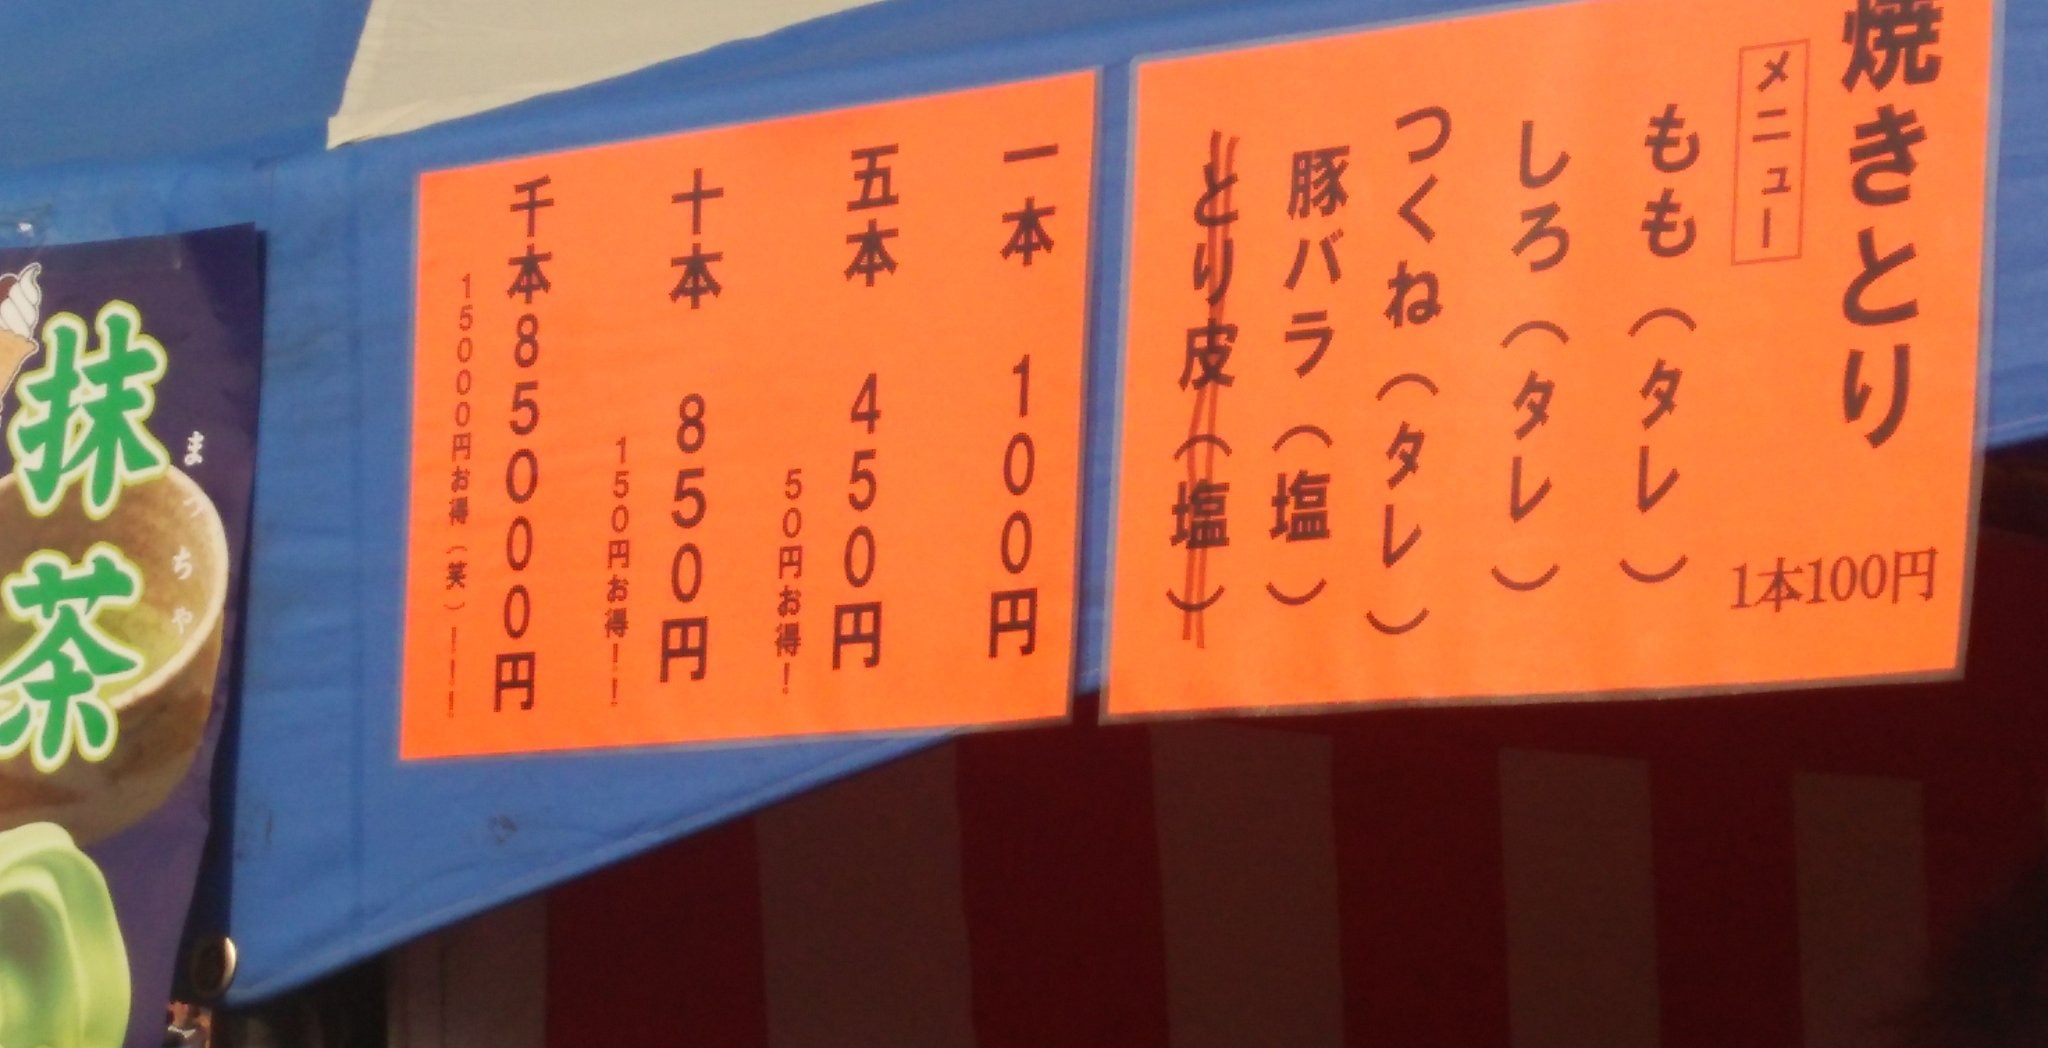 焼きとり
メニュー
1本100円
もも（タレ）
しろ（タレ）
つくね（タレ）
豚バラ（塩）
とり皮（塩）
一本　100円
五本　450円
50円お得！
十本　850円
150円お得！！
千本85000円
15000円お得（笑）！！！
抹茶
まっちゃ